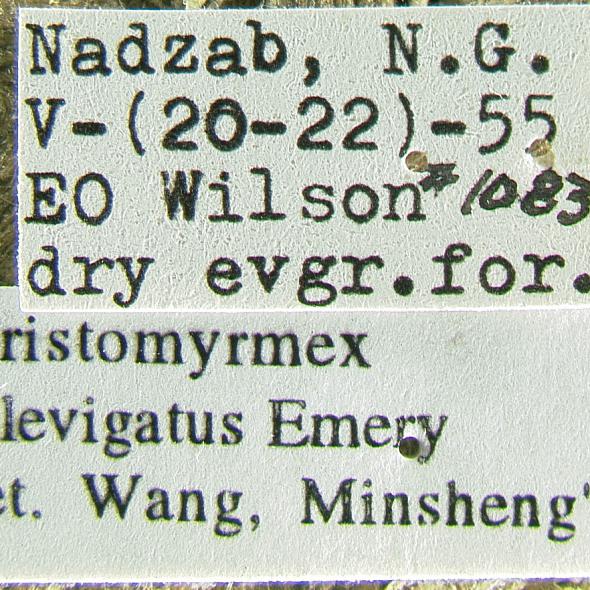 Nadzab, N.G.
V-(20-22)-55
EO Wilson #1083
dry evgr.for.
ristomyrmex
levigatus Emery
et. Wang, Minsheng'